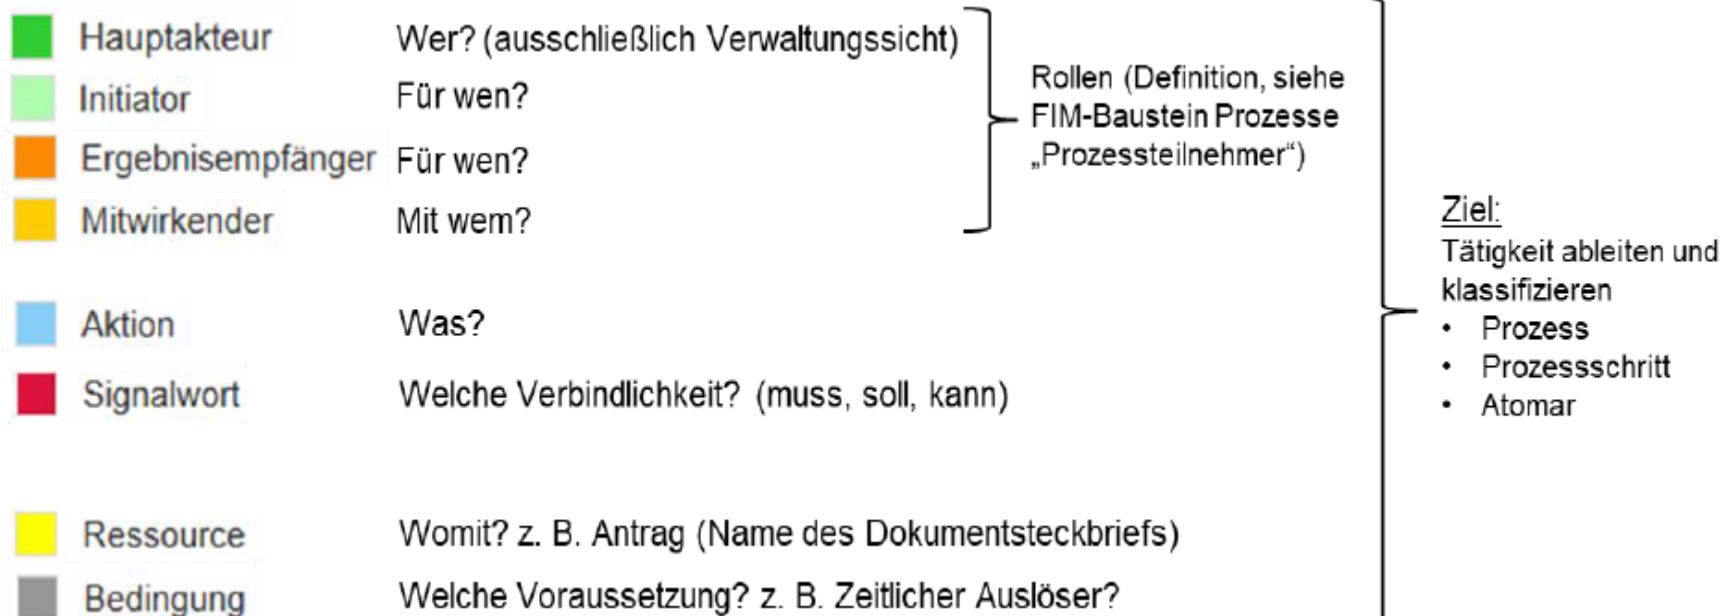 Hauptakteur Wer? (ausschließlich Verwaltungssicht)
Initiator Für wen?
Ergebnisempfänger Für wen?
Mitwirkender Mit wem?
Rollen (Definition, siehe
FIM-Baustein Prozesse
„Prozessteilnehmer“)
Aktion Was?
Signalwort Welche Verbindlichkeit? (muss, soll, kann)
Ressource Womit? z. B. Antrag (Name des Dokumentsteckbriefs)
Bedingung Welche Voraussetzung? z. B. Zeitlicher Auslöser?
Ziel:
Tätigkeit ableiten und
klassifizieren
• Prozess
• Prozessschritt
• Atomar